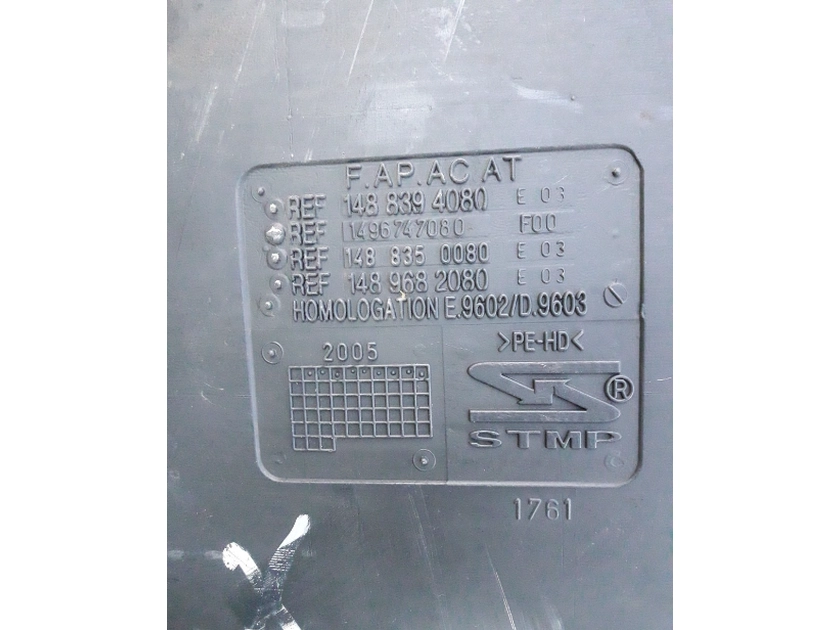 F.AP.AC AT
REF 148 839 4080 E 03
REF 1496747080 F00
REF 148 835 0080 E 03
REF 148 968 2080 E 03
HOMOLOGATION E.9602/D.9603
>PE-HD<
2005
®
STMP
1761